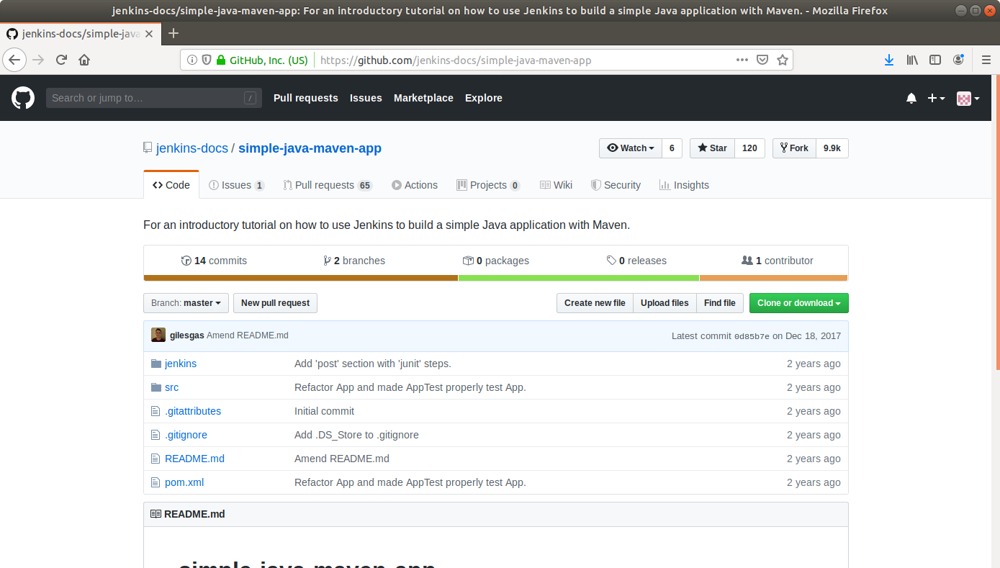 jenkins-docs/simple-java-maven-app: For an introductory tutorial on how to use Jenkins to build a simple Java application with Maven. - Mozilla Firefox
jenkins-docs/simple-java
GitHub, Inc. (US) https://github.com/jenkins-docs/simple-java-maven-app
Search or jump to… / Pull requests Issues Marketplace Explore
jenkins-docs / simple-java-maven-app Watch 6 Star 120 Fork 9.9k
Code Issues 1 Pull requests 65 Actions Projects 0 Wiki Security Insights
For an introductory tutorial on how to use Jenkins to build a simple Java application with Maven.
14 commits 2 branches 0 packages 0 releases 1 contributor
Branch: master New pull request Create new file Upload files Find file Clone or download
gilesgas Amend README.md Latest commit 0d85b7e on Dec 18, 2017
jenkins Add 'post' section with 'junit' steps. 2 years ago
src Refactor App and made AppTest properly test App. 2 years ago
.gitattributes Initial commit 2 years ago
.gitignore Add .DS_Store to .gitignore 2 years ago
README.md Amend README.md 2 years ago
pom.xml Refactor App and made AppTest properly test App. 2 years ago
README.md
simple-java-maven-app